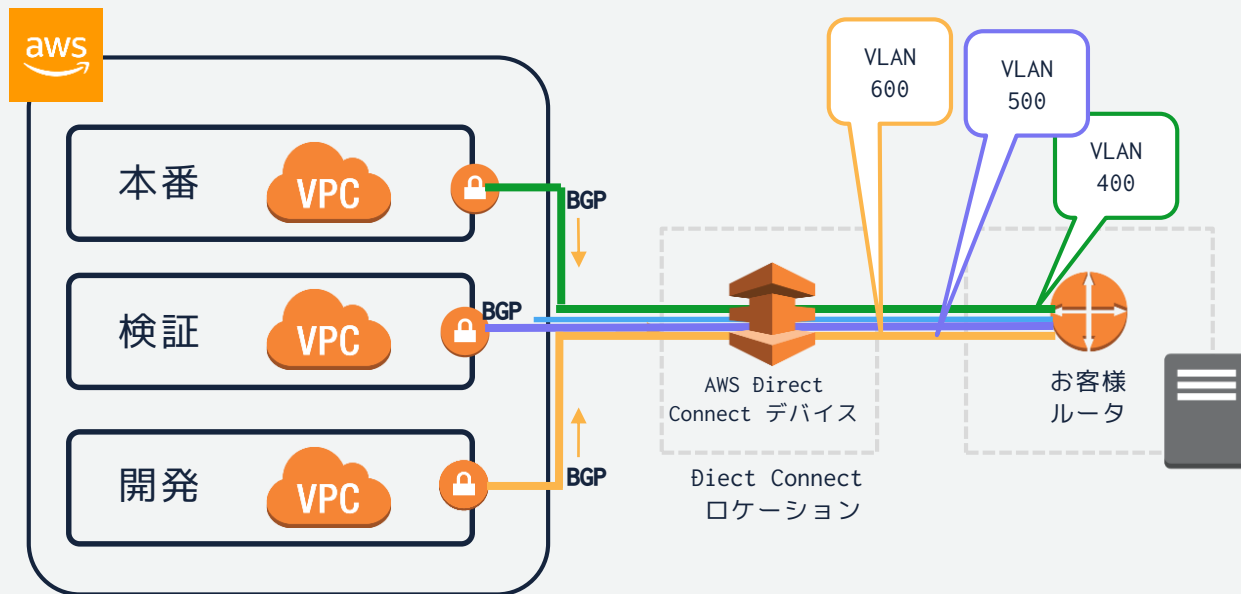 aws
本番
VPC
BGP
検証
VPC
BGP
開発
VPC
BGP
VLAN
600
VLAN
500
VLAN
400
AWS Đirect
Connect デバイス
Điect Connect
ロケーション
お客様
ルータ